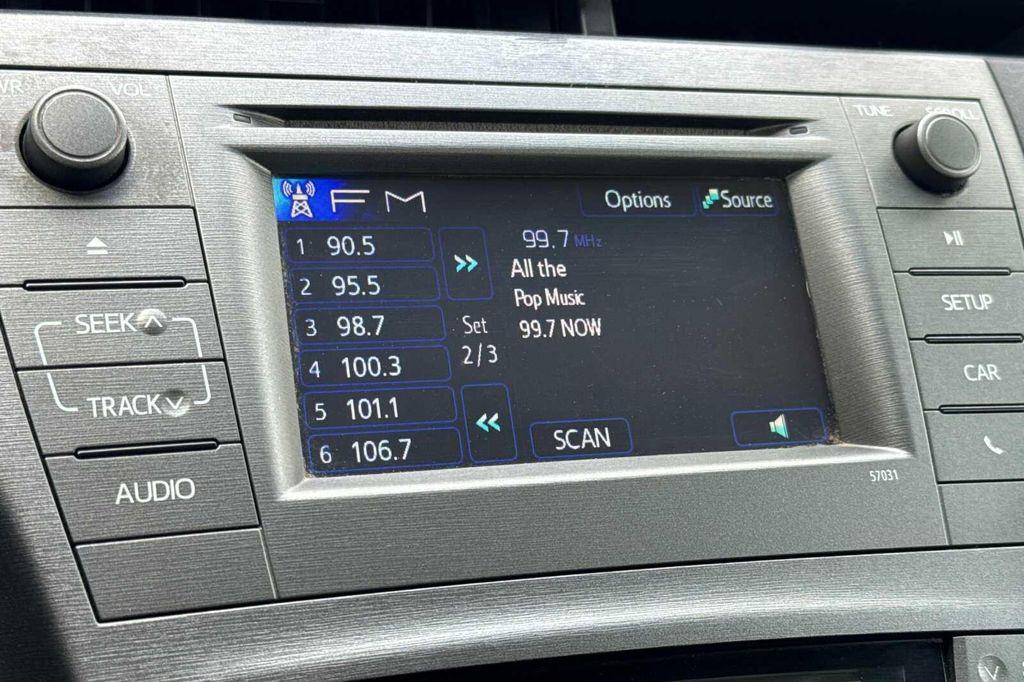 WR VOL
TUNE SCROLL
FM
Options
Source
1 90.5
2 95.5
3 98.7
4 100.3
5 101.1
6 106.7
Set
2/3
99.7 MHz
All the
Pop Music
99.7 NOW
SCAN
SEEK
TRACK
AUDIO
SETUP
CAR
57031